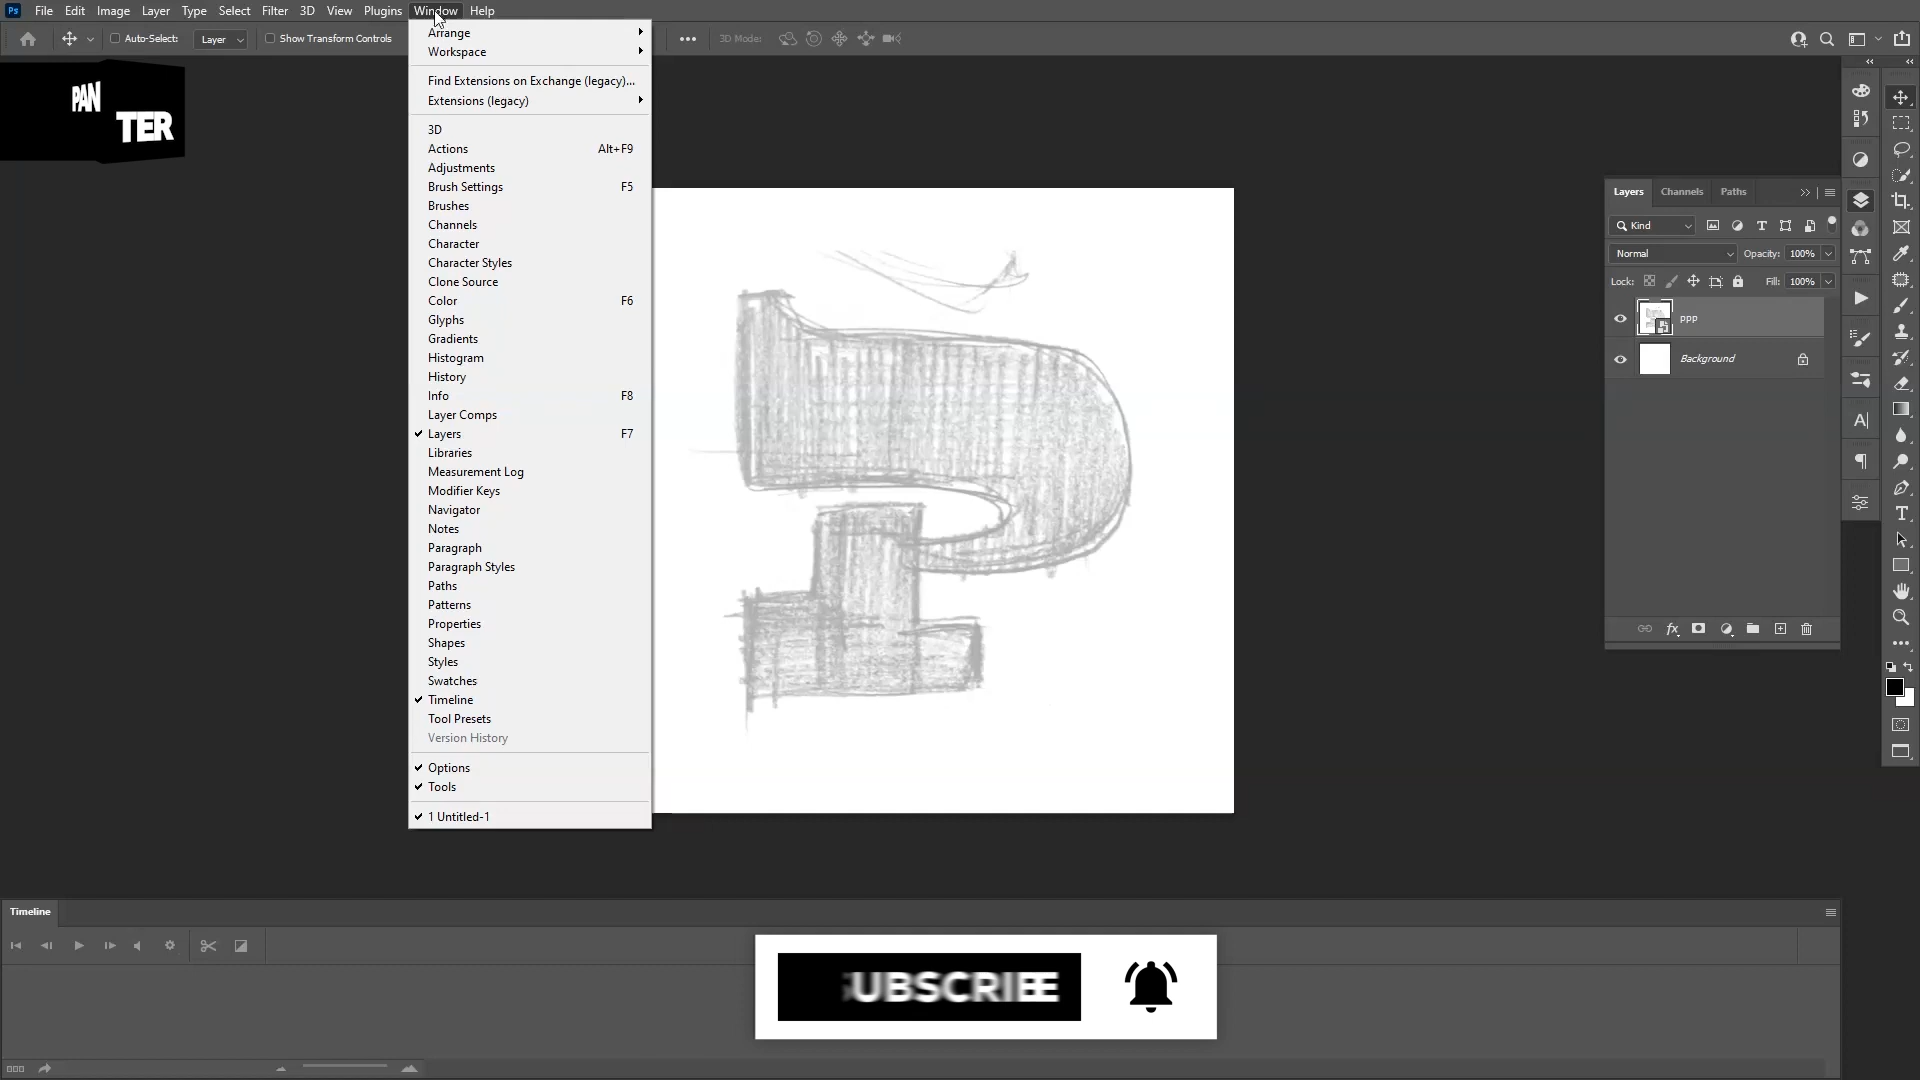 Ps File Edit Image Layer Type Select Filter 3D View Plugins Window Help
Auto-Select: Layer Show Transform Controls 3D Mode:
PAN
TER
Arrange
Workspace
Find Extensions on Exchange (legacy)...
Extensions (legacy)
3D
Actions Alt+F9
Adjustments
Brush Settings F5
Brushes
Channels
Character
Character Styles
Clone Source
Color F6
Glyphs
Gradients
Histogram
History
Info F8
Layer Comps
Layers F7
Libraries
Measurement Log
Modifier Keys
Navigator
Notes
Paragraph
Paragraph Styles
Paths
Patterns
Properties
Shapes
Styles
Swatches
Timeline
Tool Presets
Version History
Options
Tools
1 Untitled-1
Layers Channels Paths
Kind
Normal Opacity: 100%
Lock: Fill: 100%
ppp
Background
Timeline
UBSCRIBE